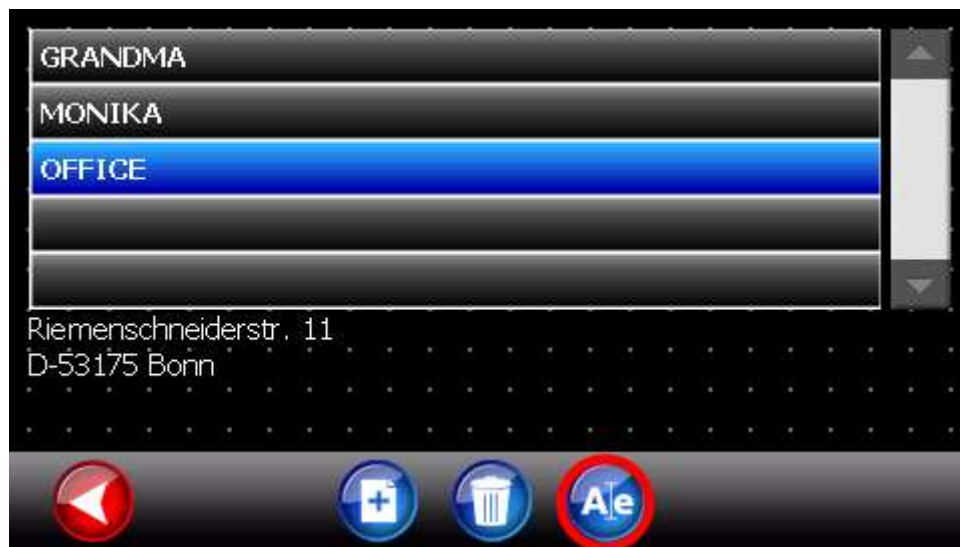 GRANDMA
MONIKA
OFFICE
Riemenschneiderstr. 11
D-53175 Bonn
A e